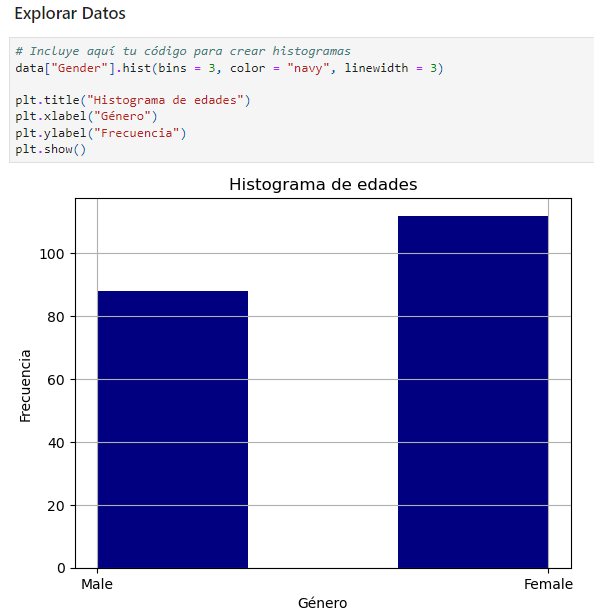 Explorar Datos
# Incluye aquí tu código para crear histogramas
data["Gender"].hist(bins = 3, color = "navy", linewidth = 3)
plt.title("Histograma de edades")
plt.xlabel("Género")
plt.ylabel("Frecuencia")
plt.show()
Histograma de edades
100
80
60
40
20
0
Frecuencia
Male Female
Género